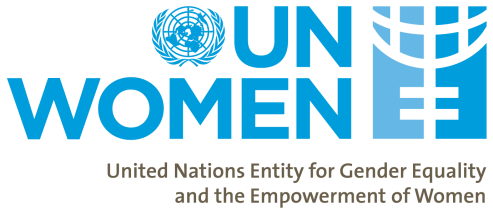 UN
WOMEN
United Nations Entity for Gender Equality
and the Empowerment of Women